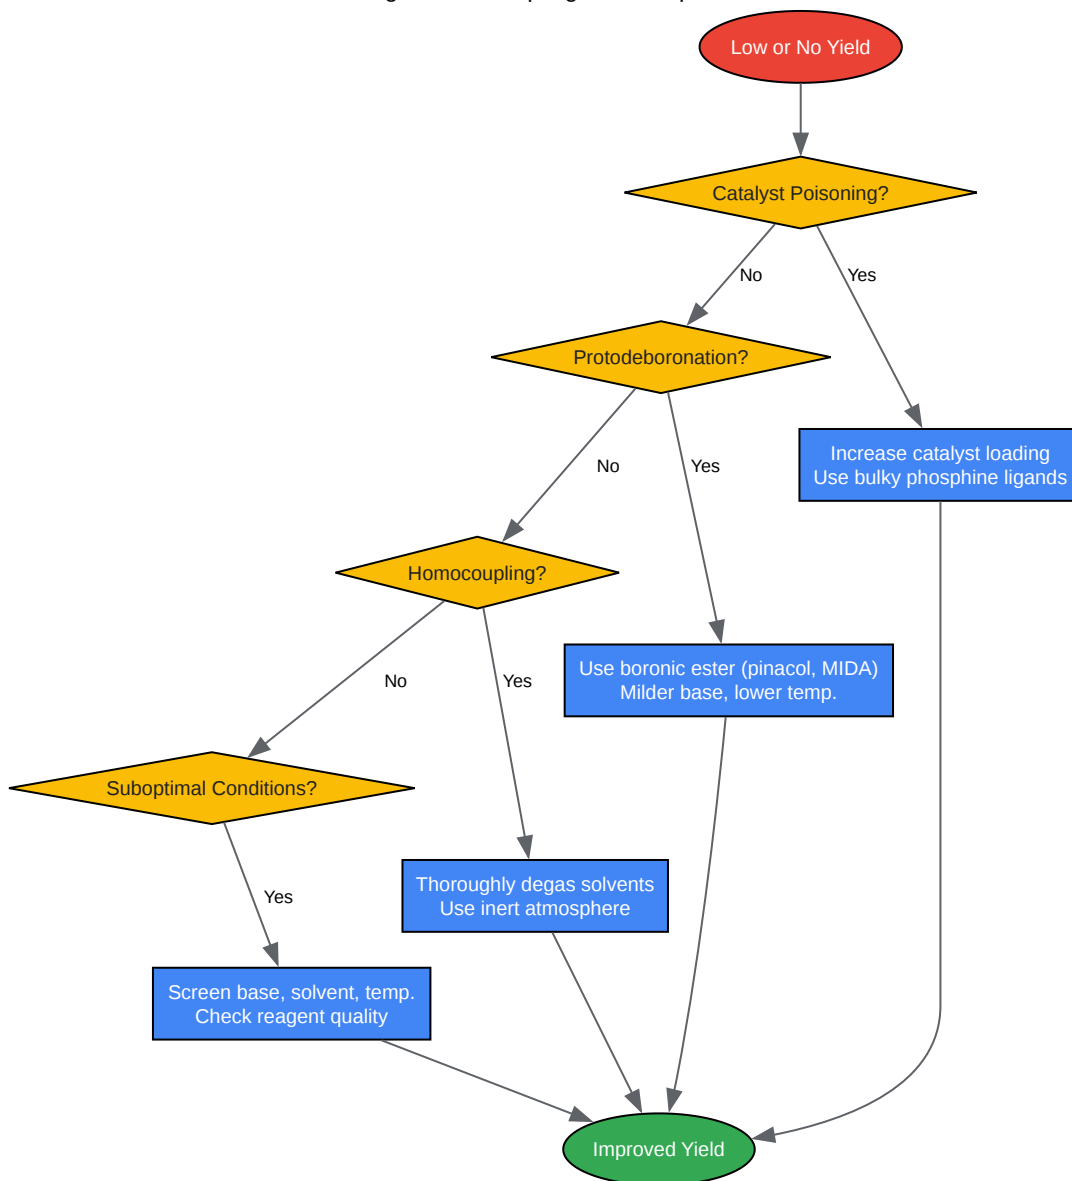 Low or No Yield
Catalyst Poisoning?
No
Yes
Protodeboronation?
Increase catalyst loading
Use bulky phosphine ligands
No
Yes
Homocoupling?
Use boronic ester (pinacol, MIDA)
Milder base, lower temp.
No
Yes
Suboptimal Conditions?
Thoroughly degas solvents
Use inert atmosphere
Yes
Screen base, solvent, temp.
Check reagent quality
Improved Yield